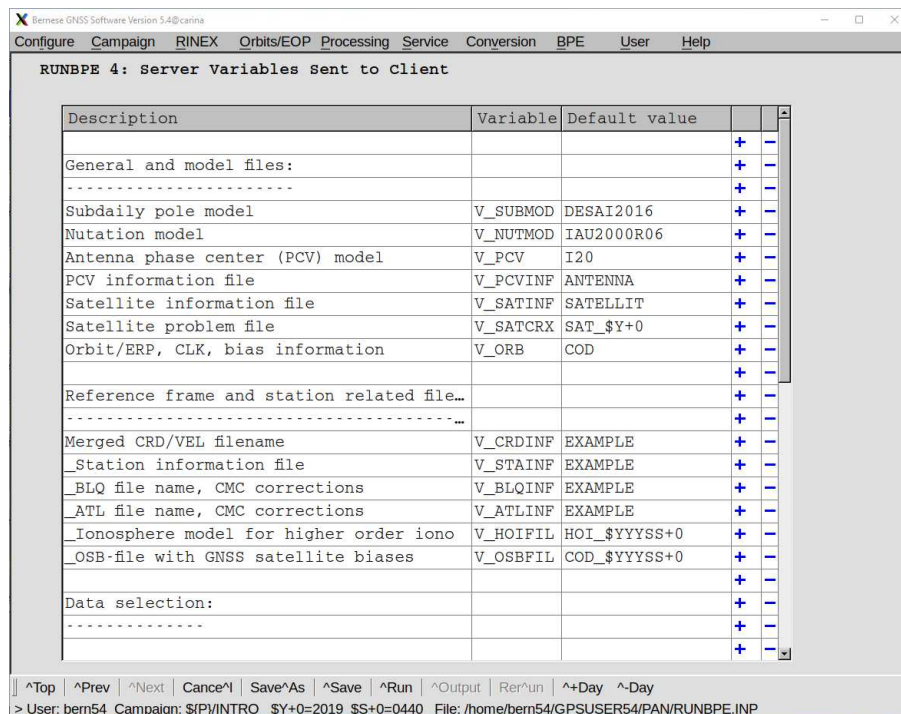 Bernese GNSS Software Version 5.4@carina
Configure Campaign RINEX Orbits/EOP Processing Service Conversion BPE User Help
RUNBPE 4: Server Variables Sent to Client
Description Variable Default value
+ −
General and model files: + −
- - - - - - - - - - - - - - - - - - - - - - - + −
Subdaily pole model V_SUBMOD DESAI2016 + −
Nutation model V_NUTMOD IAU2000R06 + −
Antenna phase center (PCV) model V_PCV I20 + −
PCV information file V_PCVINF ANTENNA + −
Satellite information file V_SATINF SATELLIT + −
Satellite problem file V_SATCRX SAT_$Y+0 + −
Orbit/ERP, CLK, bias information V_ORB COD + −
+ −
Reference frame and station related file… + −
- - - - - - - - - - - - - - - - - - - - - - - - - - - - - - - - - - - - - - -… + −
Merged CRD/VEL filename V_CRDINF EXAMPLE + −
_Station information file V_STAINF EXAMPLE + −
_BLQ file name, CMC corrections V_BLQINF EXAMPLE + −
_ATL file name, CMC corrections V_ATLINF EXAMPLE + −
_Ionosphere model for higher order iono V_HOIFIL HOI_$YYYSS+0 + −
_OSB-file with GNSS satellite biases V_OSBFIL COD_$YYYSS+0 + −
+ −
Data selection: + −
- - - - - - - - - - - - - - + −
+ −
^Top | ^Prev | ^Next | Cance^l | Save^As | ^Save | ^Run | ^Output | Rer^un | ^+Day ^-Day
> User: bern54 Campaign: ${P}/INTRO $Y+0=2019 $S+0=0440 File: /home/bern54/GPSUSER54/PAN/RUNBPE.INP